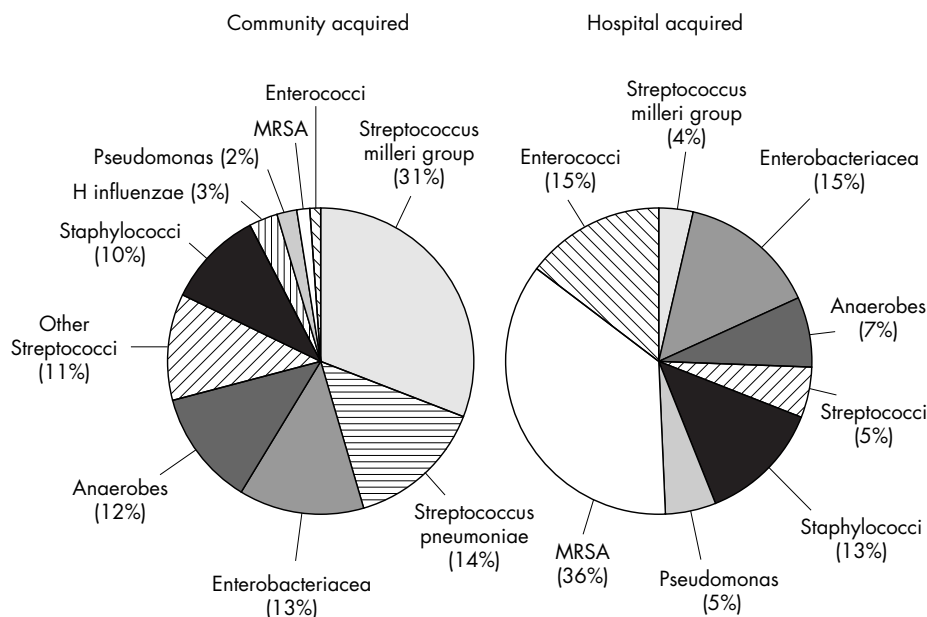 Community acquired
Enterococci
MRSA
Pseudomonas (2%)
H influenzae (3%)
Staphylococci
(10%)
Other
Streptococci
(11%)
Anaerobes
(12%)
Enterobacteriacea
(13%)
Streptococcus
pneumoniae
(14%)
Streptococcus
milleri group
(31%)
Hospital acquired
Streptococcus
milleri group
(4%)
Enterobacteriacea
(15%)
Anaerobes
(7%)
Streptococci
(5%)
Staphylococci
(13%)
Pseudomonas
(5%)
MRSA
(36%)
Enterococci
(15%)